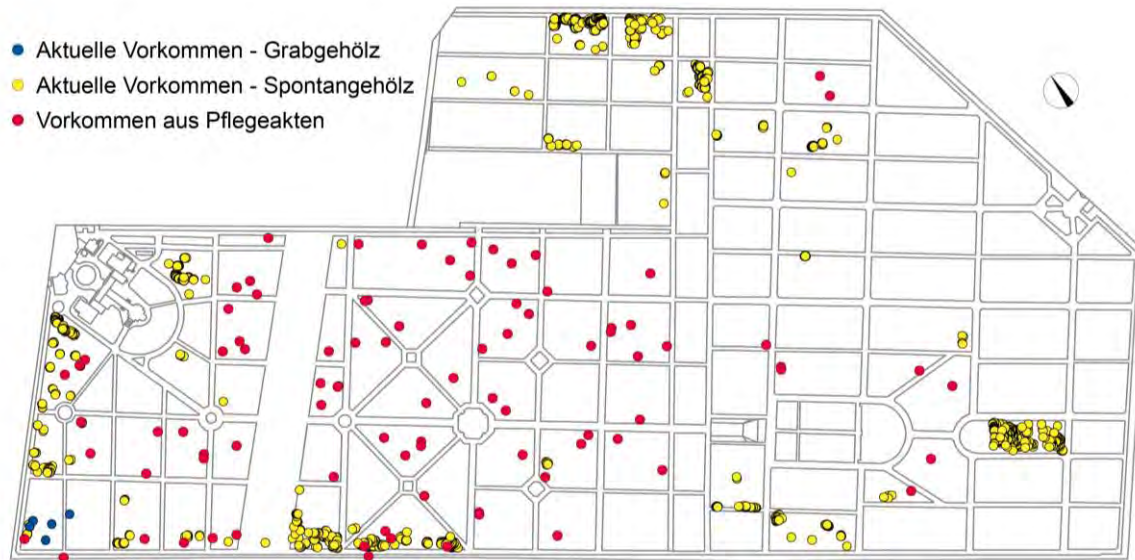 Aktuelle Vorkommen - Grabgehölz
Aktuelle Vorkommen - Spontangehölz
Vorkommen aus Pflegeakten